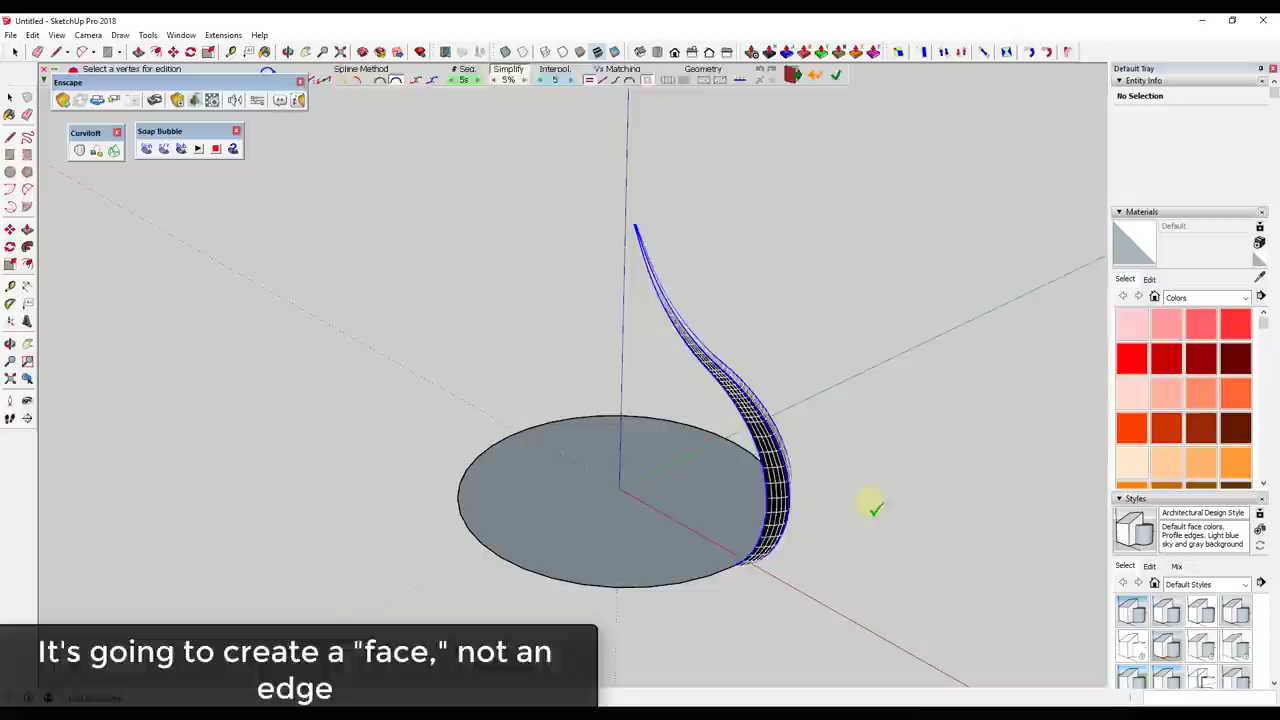 Untitled - SketchUp Pro 2018
File Edit View Camera Draw Tools Window Extensions Help
Select a vertex for edition
Spline Method
# Seg.
Simplify
Interpol.
Vx Matching
Geometry
5s
5%
5
Enscape
Curviloft
Soap Bubble
Default Tray
Entity Info
No Selection
Materials
Default
Select Edit
Colors
Styles
Architectural Design Style
Default face colors.
Profile edges. Light blue
sky and gray background
Select Edit Mix
Default Styles
It's going to create a "face," not an
edge